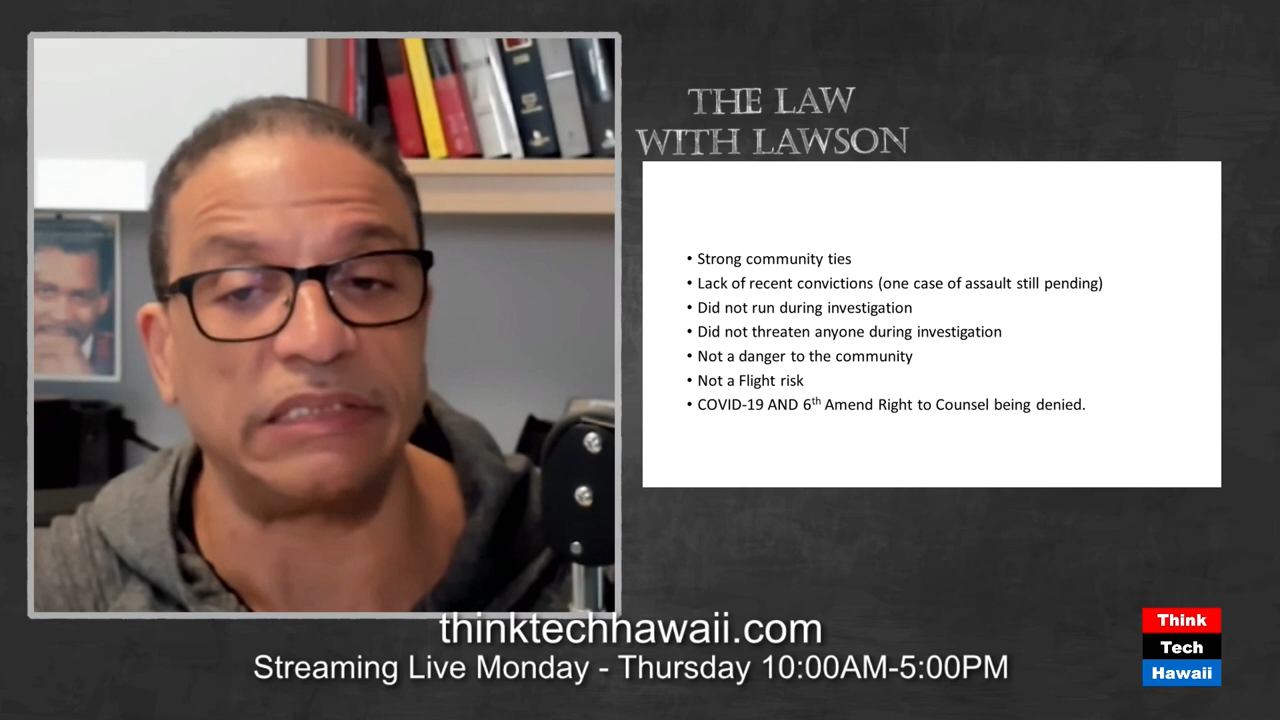 THE LAW
WITH LAWSON
• Strong community ties
• Lack of recent convictions (one case of assault still pending)
• Did not run during investigation
• Did not threaten anyone during investigation
• Not a danger to the community
• Not a Flight risk
• COVID-19 AND 6th Amend Right to Counsel being denied.
thinktechhawaii.com
Streaming Live Monday - Thursday 10:00AM-5:00PM
Think
Tech
Hawaii